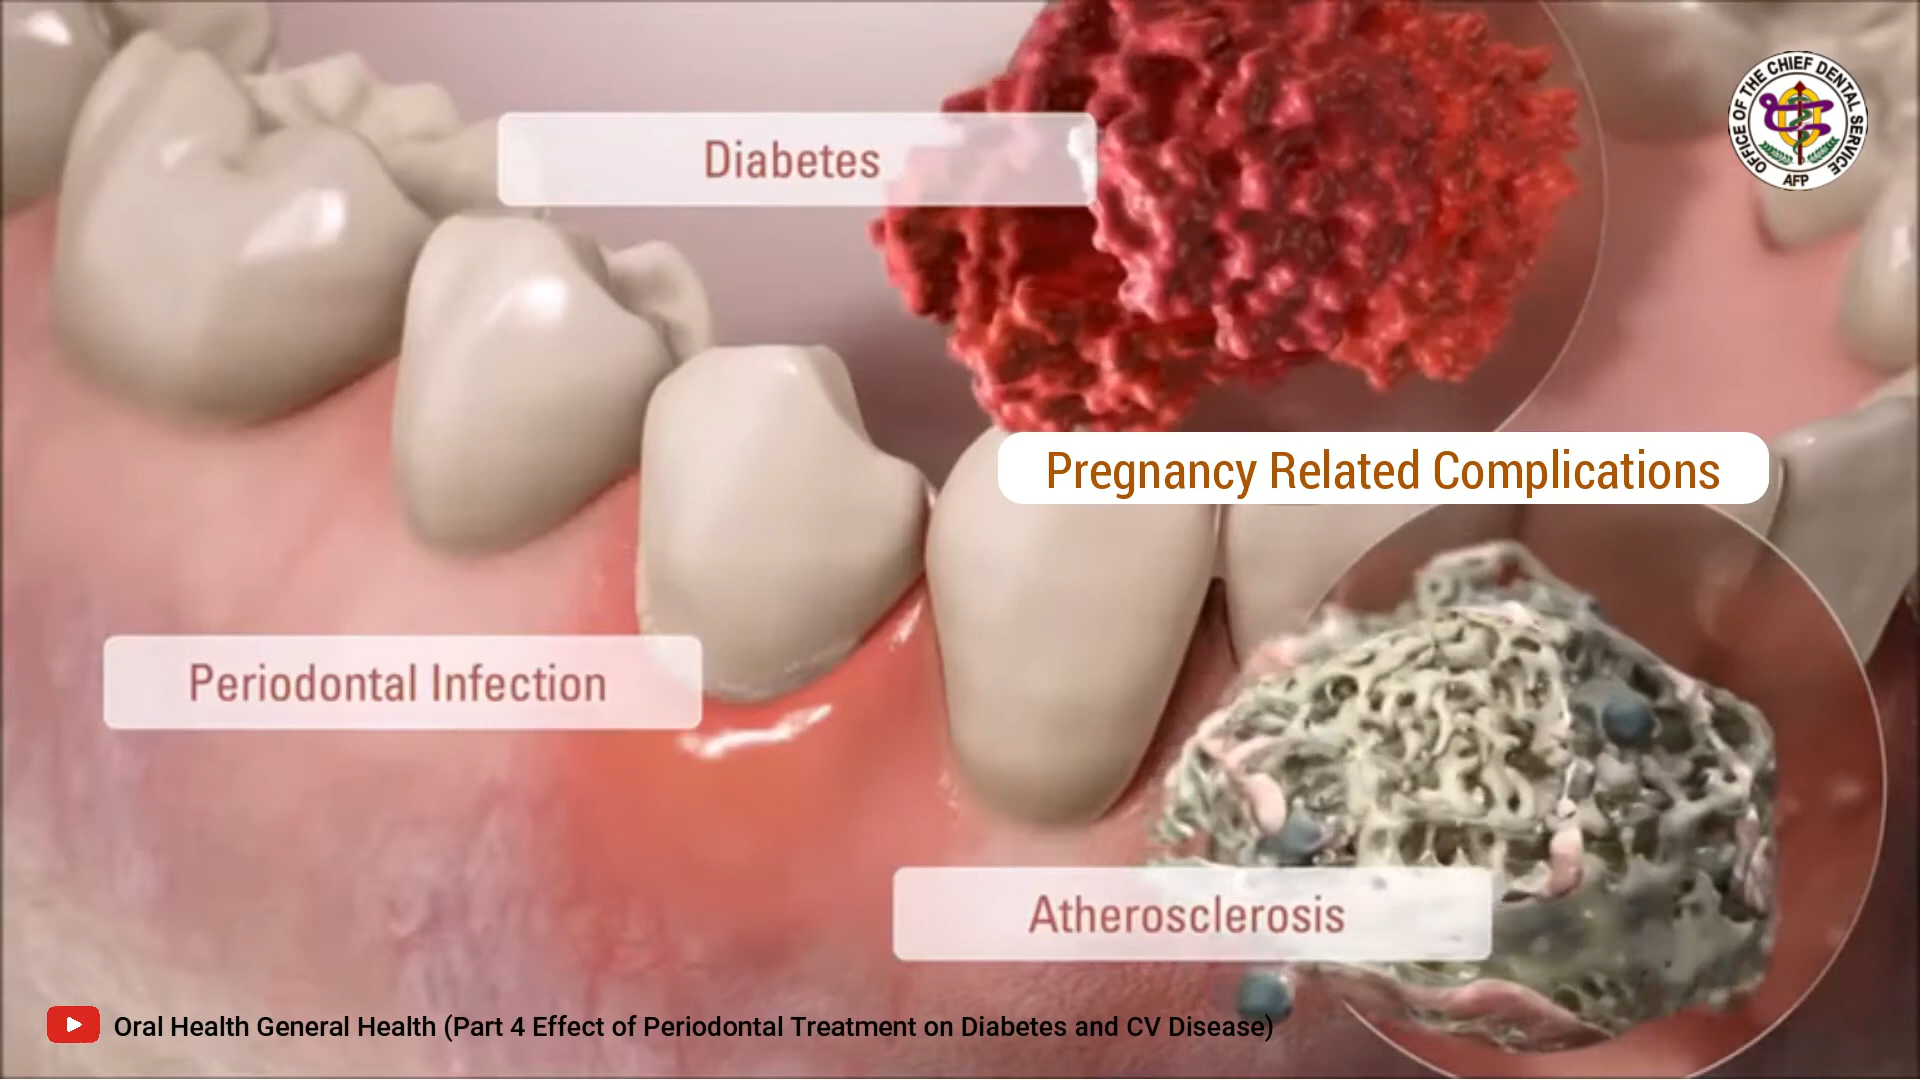 Diabetes
OFFICE OF THE CHIEF DENTAL SERVICE
AFP
Pregnancy Related Complications
Periodontal Infection
Atherosclerosis
Oral Health General Health (Part 4 Effect of Periodontal Treatment on Diabetes and CV Disease)